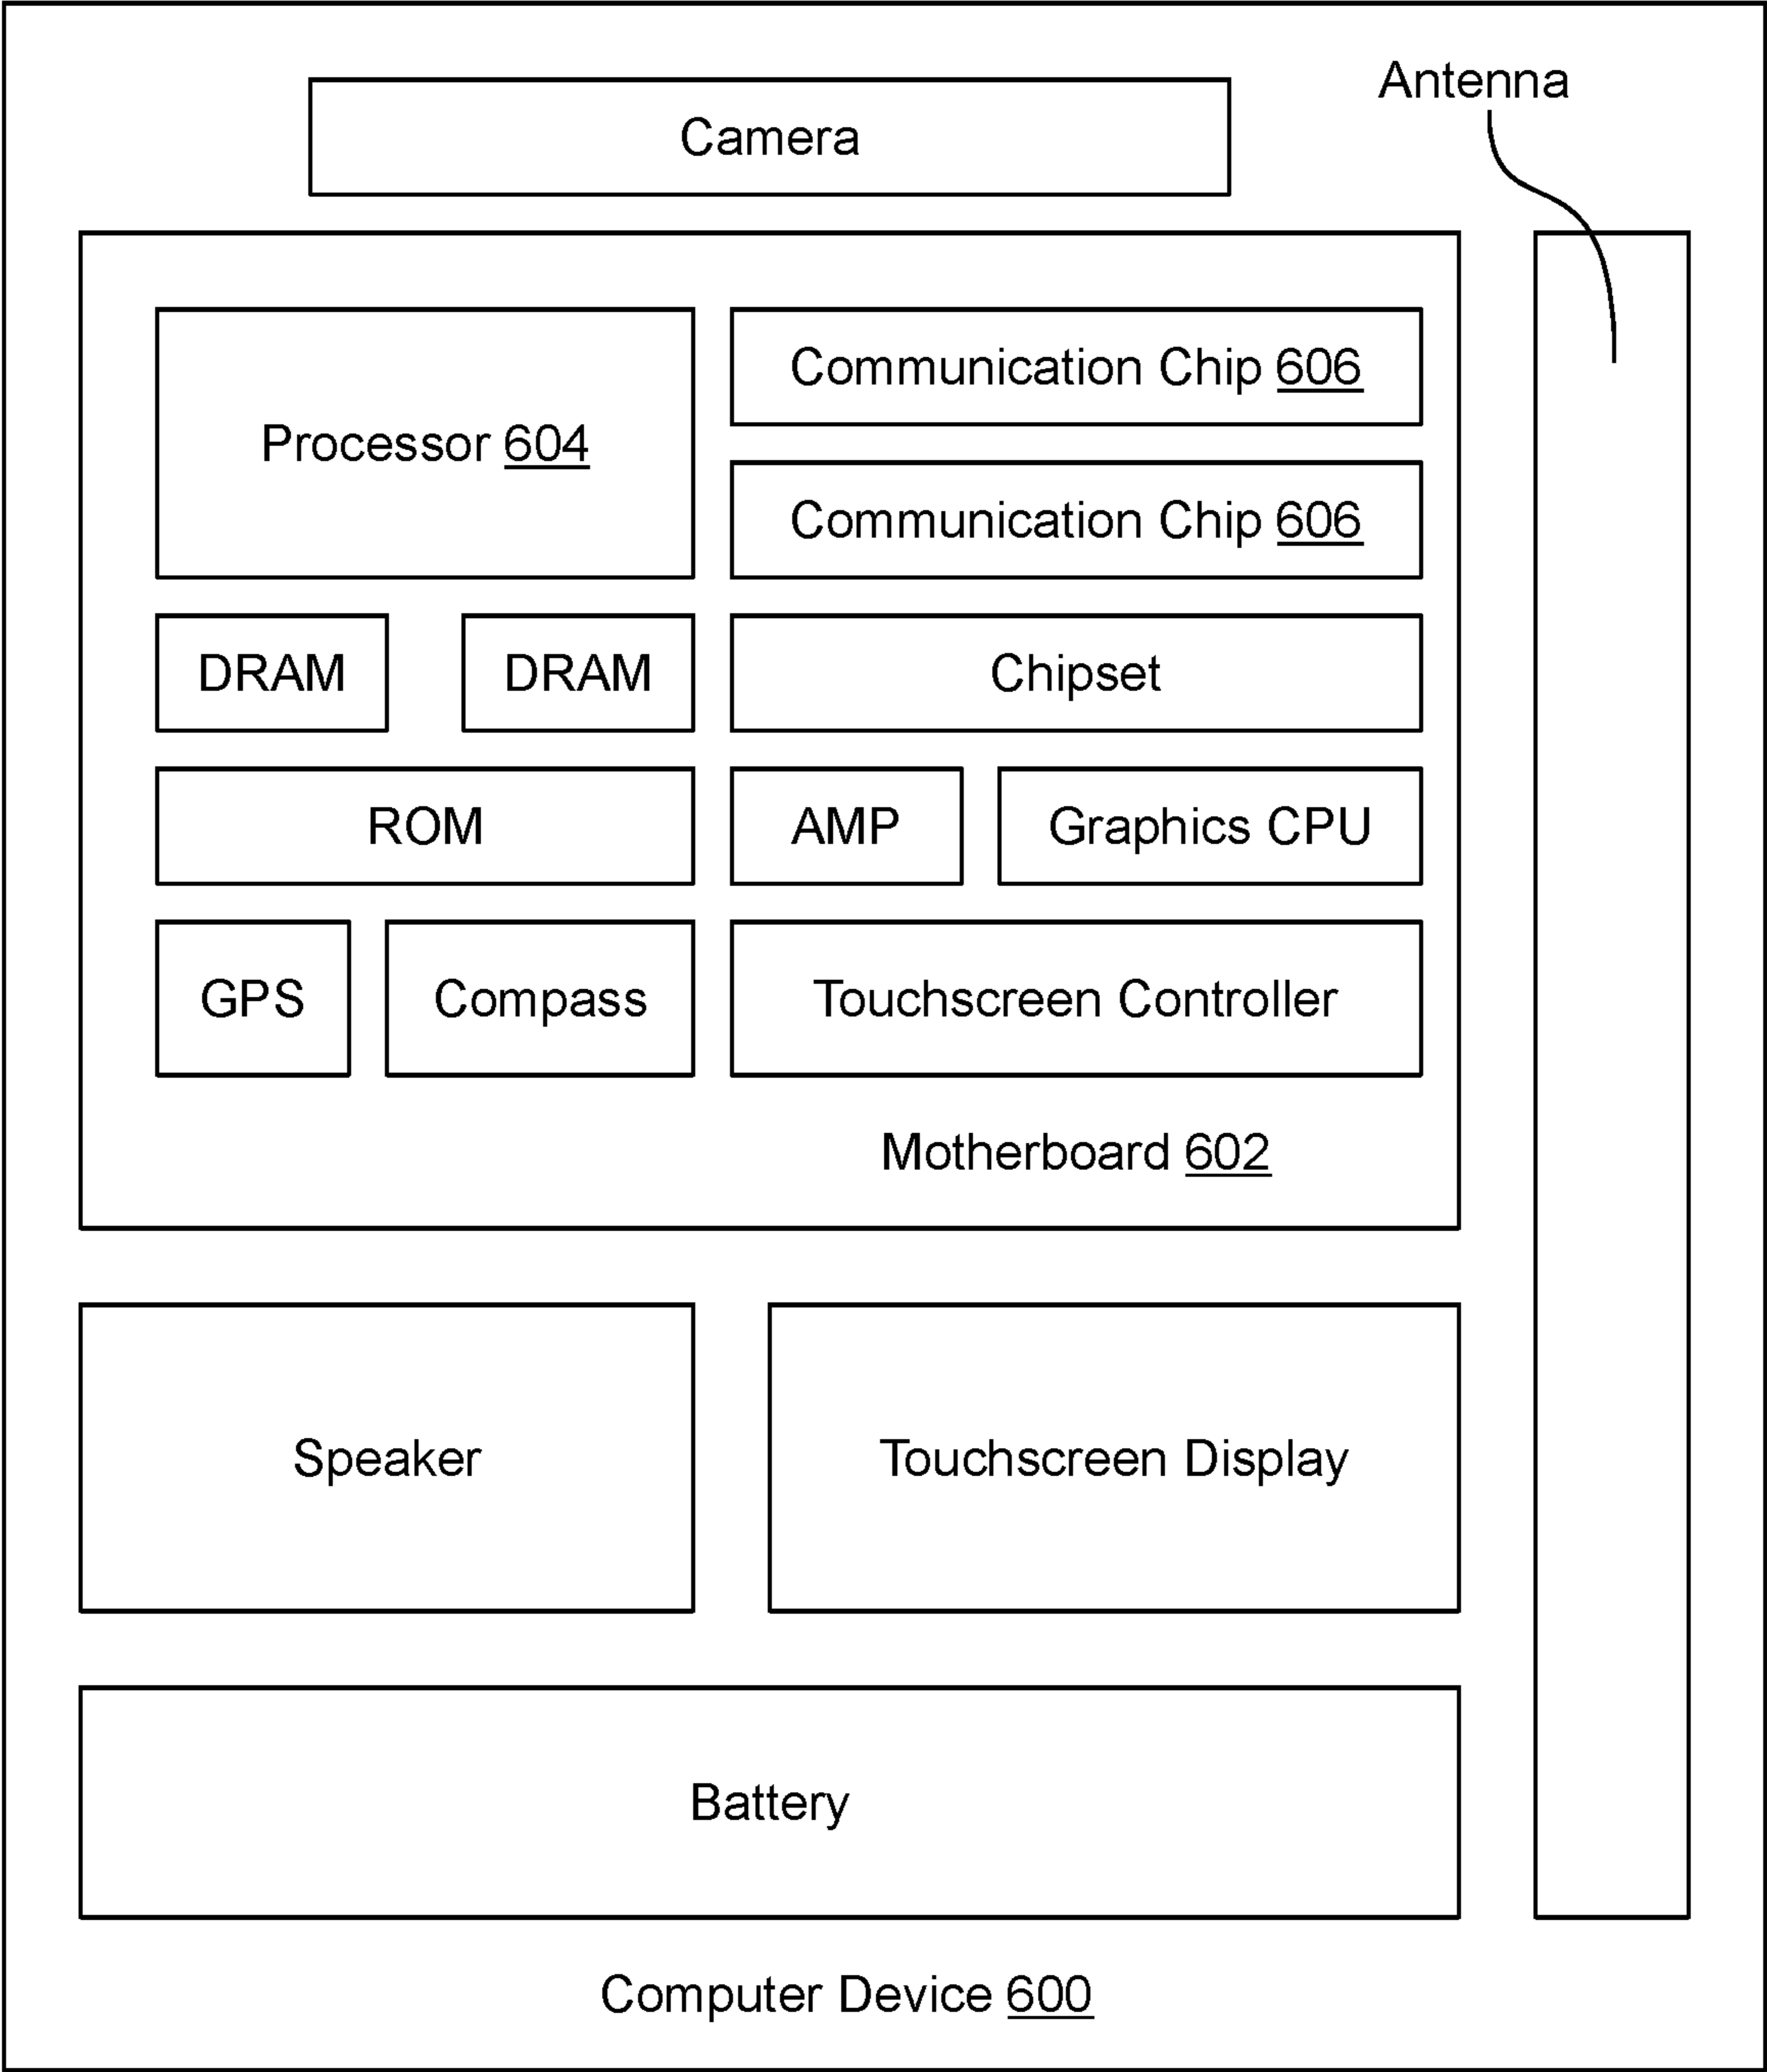 Antenna
Camera
Processor 604
Communication Chip 606
Communication Chip 606
DRAM
DRAM
Chipset
ROM
AMP
Graphics CPU
GPS
Compass
Touchscreen Controller
Motherboard 602
Speaker
Touchscreen Display
Battery
Computer Device 600